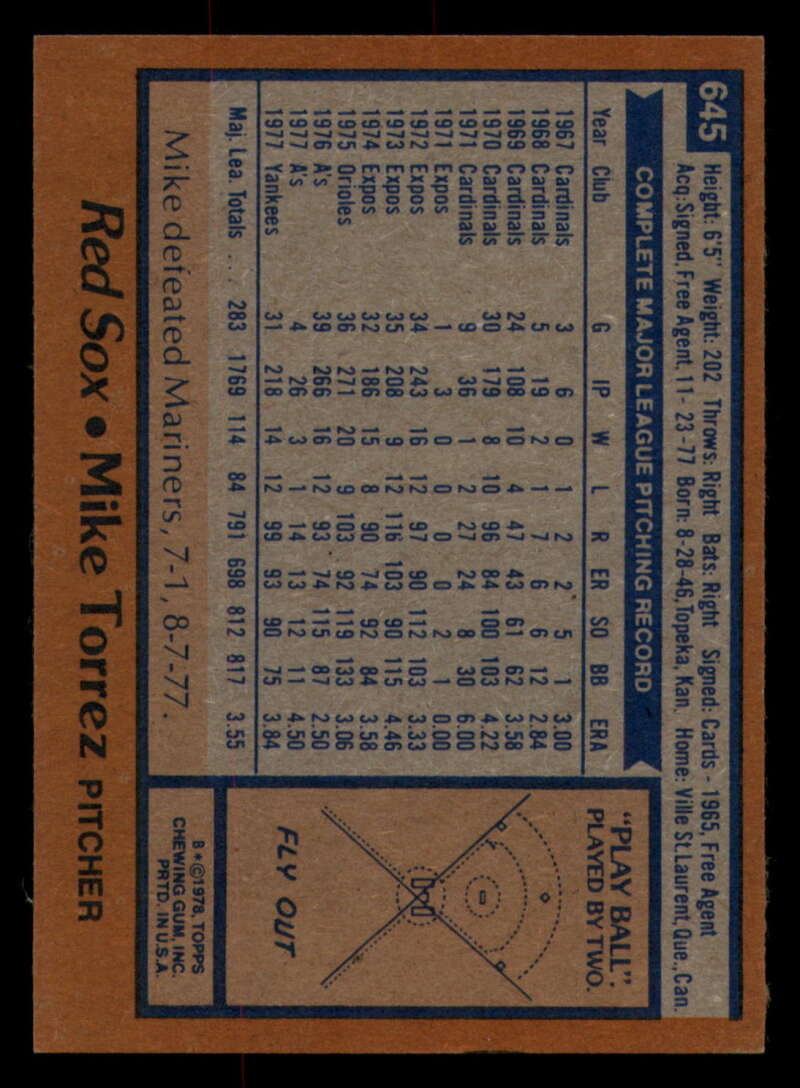 645
Height: 6'5" Weight: 202 Throws: Right Bats: Right Signed: Cards - 1965, Free Agent
Acq: Signed, Free Agent, 11-23-77 Born: 8-28-46, Topeka, Kan. Home: Ville St. Laurent, Que., Can.
COMPLETE MAJOR LEAGUE PITCHING RECORD
Year Club G IP W L R ER SO BB ERA
1967 Cardinals 3 6 0 1 2 2 5 1 3.00
1968 Cardinals 5 19 2 1 7 6 6 12 2.84
1969 Cardinals 24 108 10 4 47 43 61 62 3.58
1970 Cardinals 30 179 8 10 96 84 100 103 4.22
1971 Cardinals 9 36 1 2 27 24 8 30 6.00
1971 Expos 1 3 0 0 0 0 2 1 0.00
1972 Expos 34 243 16 12 97 90 112 103 3.33
1973 Expos 35 208 9 12 116 103 90 115 4.46
1974 Expos 32 186 15 8 90 74 92 84 3.58
1975 Orioles 36 271 20 9 103 92 119 133 3.06
1976 A's 39 266 16 12 93 74 115 87 2.50
1977 A's 4 26 3 1 14 13 12 11 4.50
1977 Yankees 31 218 14 12 99 93 90 75 3.84
Maj. Lea. Totals ... 283 1769 114 84 791 698 812 817 3.55
Mike defeated Mariners, 7-1, 8-7-77.
"PLAY BALL".
PLAYED BY TWO.
FLY OUT
B*©1978, TOPPS
CHEWING GUM, INC.
PRTD. IN U.S.A.
Red Sox • Mike Torrez PITCHER